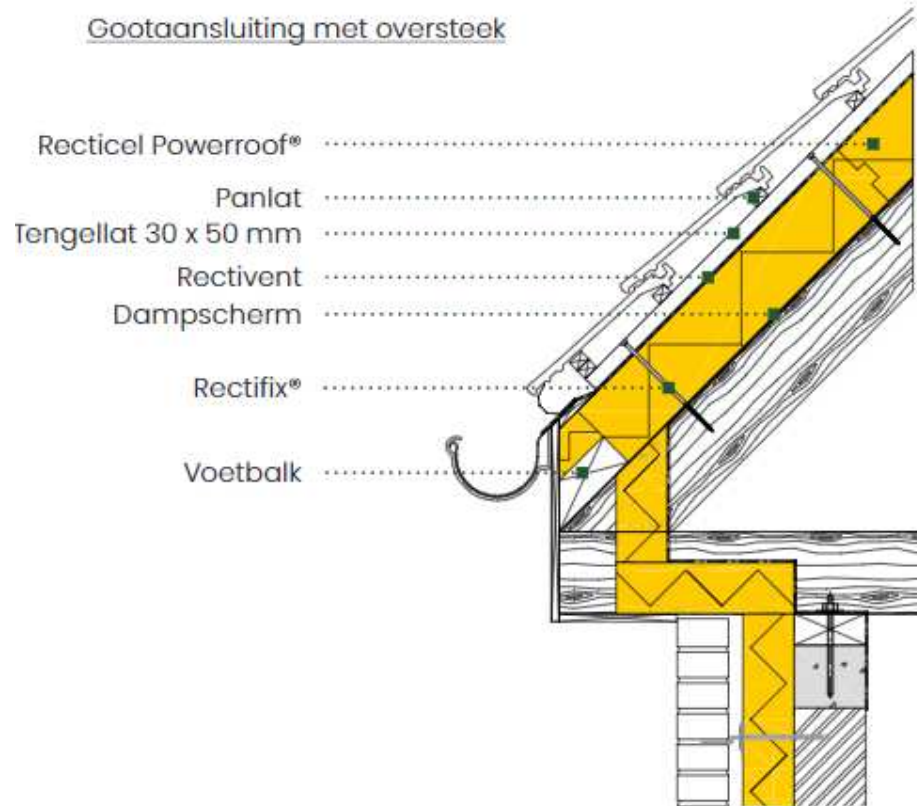 Gootaansluiting met oversteek
Recticel Powerroof®
Panlat
Tengellat 30 x 50 mm
Rectivent
Dampscherm
Rectifix®
Voetbalk